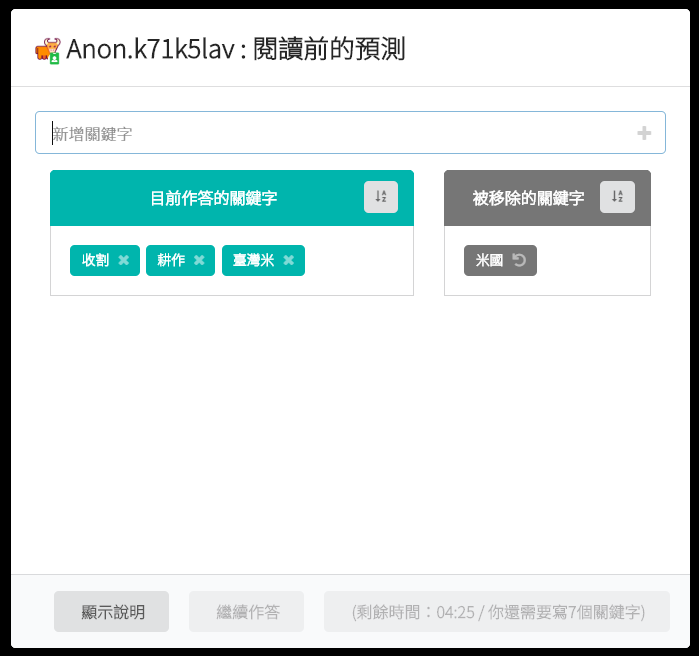 Anon.k71k5lav : 閱讀前的預測
新增關鍵字
目前作答的關鍵字
被移除的關鍵字
收割 耕作 臺灣米
米國
顯示說明 繼續作答 (剩餘時間：04:25 / 你還需要寫7個關鍵字)